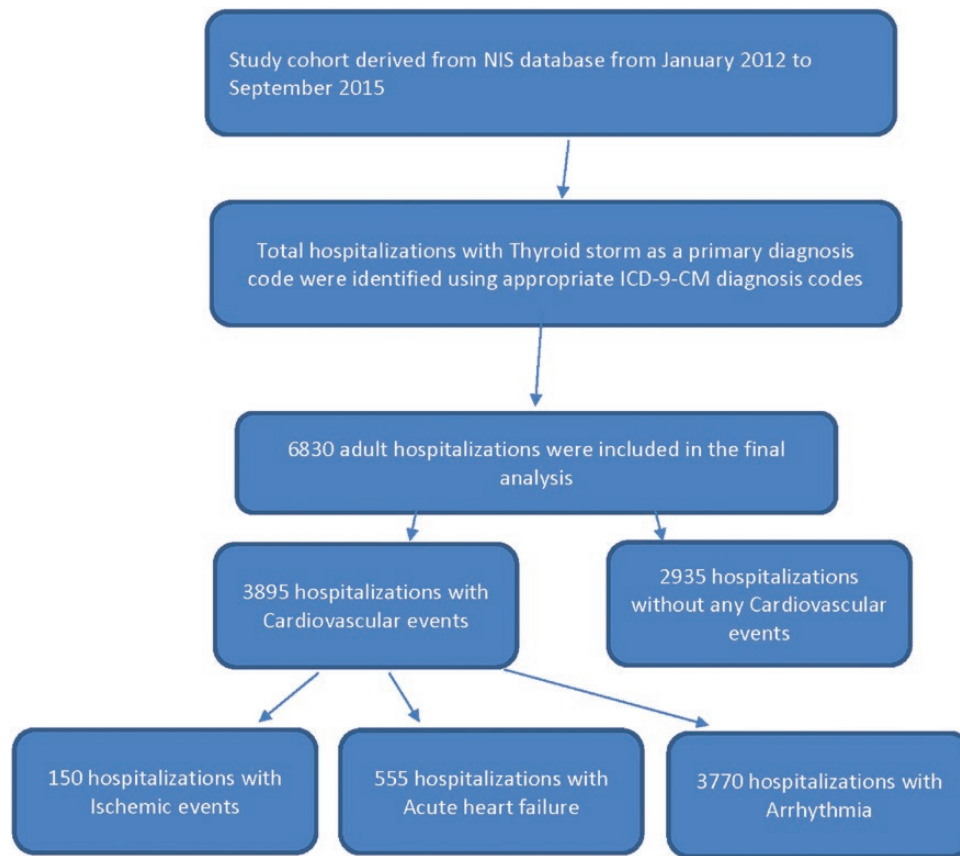 Study cohort derived from NIS database from January 2012 to
September 2015
Total hospitalizations with Thyroid storm as a primary diagnosis
code were identified using appropriate ICD-9-CM diagnosis codes
6830 adult hospitalizations were included in the final
analysis
3895 hospitalizations with
Cardiovascular events
2935 hospitalizations
without any Cardiovascular
events
150 hospitalizations with
Ischemic events
555 hospitalizations with
Acute heart failure
3770 hospitalizations with
Arrhythmia